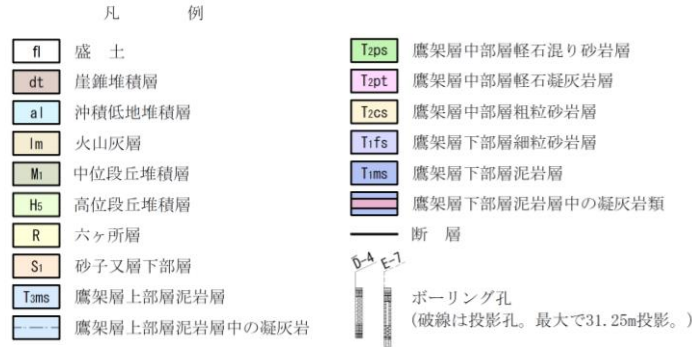 凡 例
fl 盛 土
dt 崖錐堆積層
al 沖積低地堆積層
lm 火山灰層
M1 中位段丘堆積層
H5 高位段丘堆積層
R 六ヶ所層
S1 砂子又層下部層
T3ms 鷹架層上部層泥岩層
鷹架層上部層泥岩層中の凝灰岩
T2ps 鷹架層中部層軽石混り砂岩層
T2pt 鷹架層中部層軽石凝灰岩層
T2cs 鷹架層中部層粗粒砂岩層
T1fs 鷹架層下部層細粒砂岩層
T1ms 鷹架層下部層泥岩層
鷹架層下部層泥岩層中の凝灰岩類
断 層
D-4 E-7
ボーリング孔
(破線は投影孔。最大で31.25m投影。)